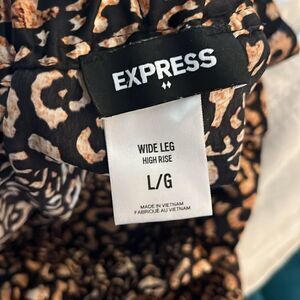 EXPRESS
WIDE LEG
HIGH RISE
L/G
MADE IN VIETNAM
FABRIQUÉ AU VIETNAM